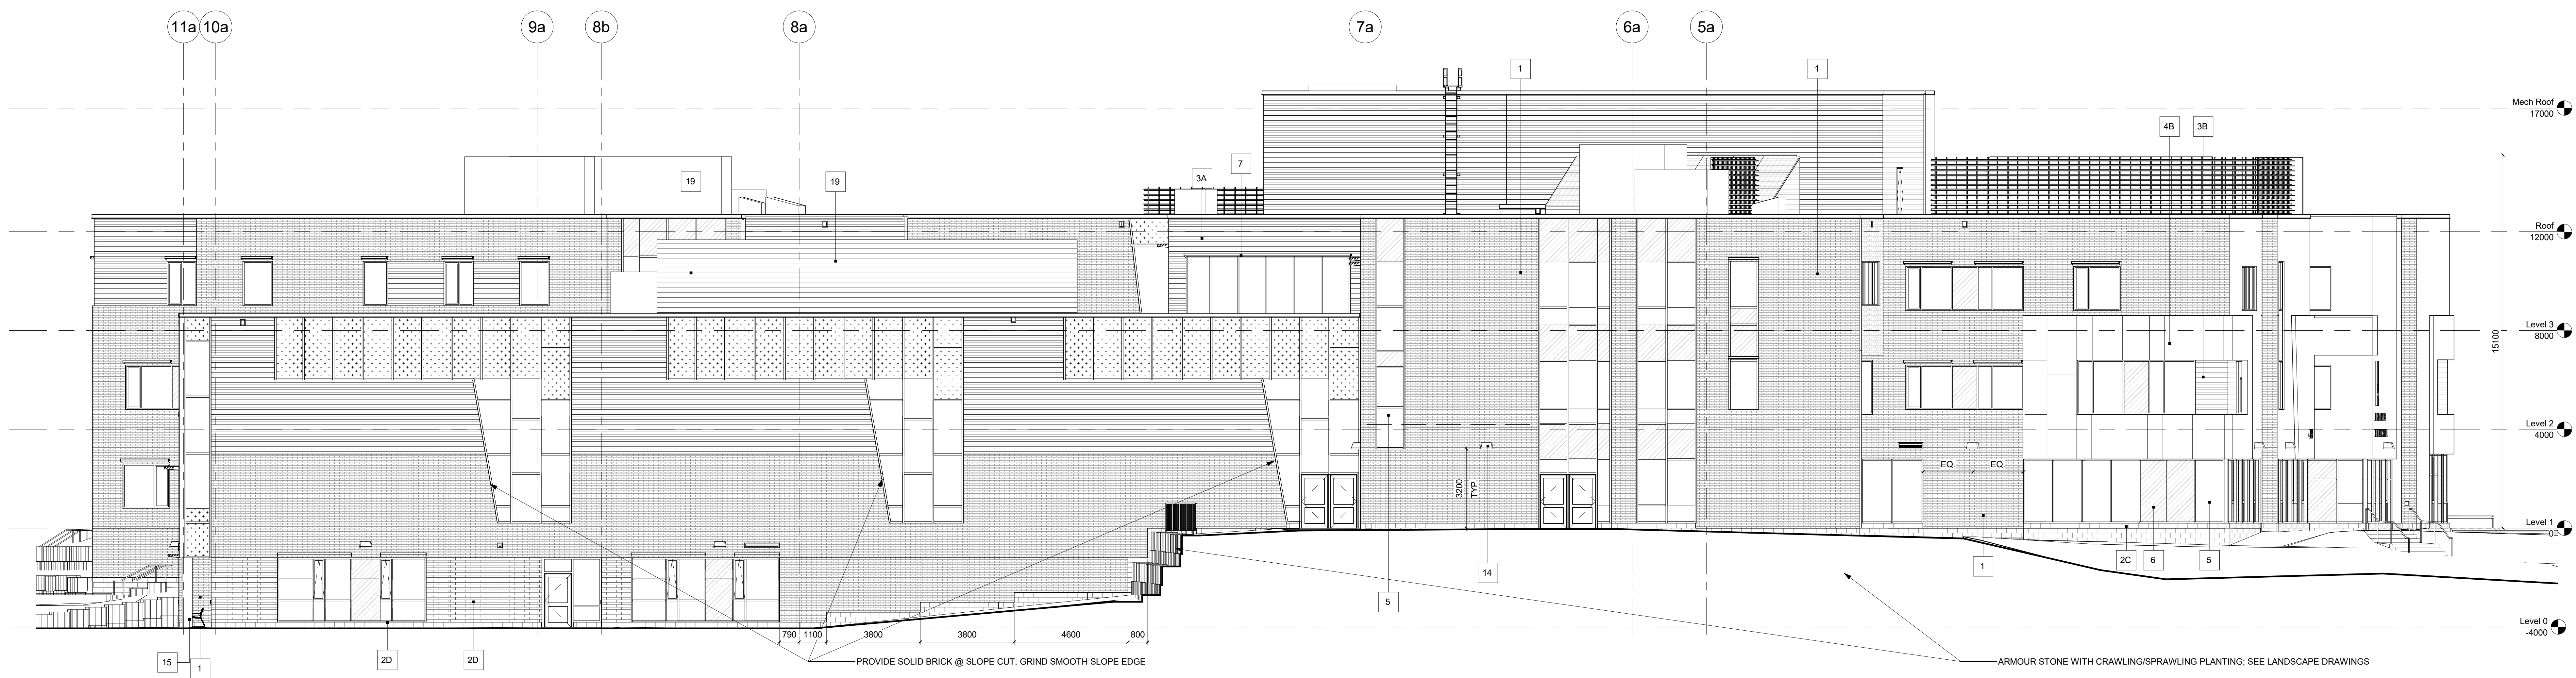 11a
10a
9a
8b
8a
7a
6a
5a
1
1
Mech Roof
17000
4B
3B
7
3A
19
19
Roof
12000
Level 3
8000
15100
Level 2
4000
EQ.
EQ.
3200
TYP.
Level 1
0
14
1
2C
6
5
5
Level 0
-4000
790
1100
3800
3800
4600
800
15
1
2D
2D
PROVIDE SOLID BRICK @ SLOPE CUT. GRIND SMOOTH SLOPE EDGE
ARMOUR STONE WITH CRAWLING/SPRAWLING PLANTING; SEE LANDSCAPE DRAWINGS